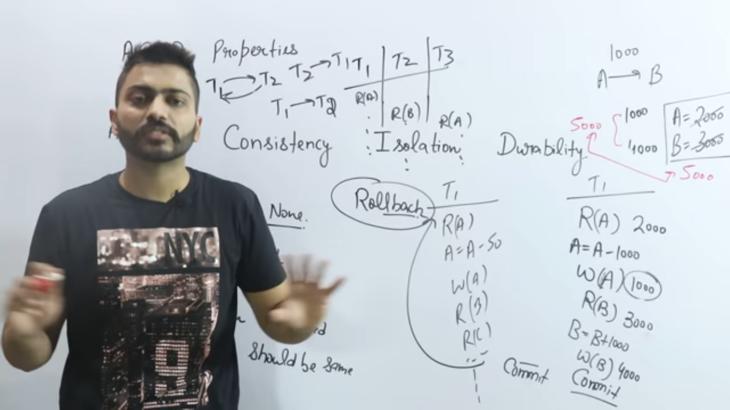 Properties
T1 → T2
T2 → T1
T1 → T2
T1 T2 T3
R(A)
R(B)
R(A)
Consistency
Isolation
Durability
1000
A → B
5000 { 1000
4000
A = 2000
B = 3000
5000
None.
Should be same
Rollback
T1
R(A)
A = A - 50
W(A)
R(B)
R(C)
Commit
T1
R(A) 2000
A = A - 1000
W(A) 1000
R(B) 3000
B = B + 1000
W(B) 4000
Commit
NYC